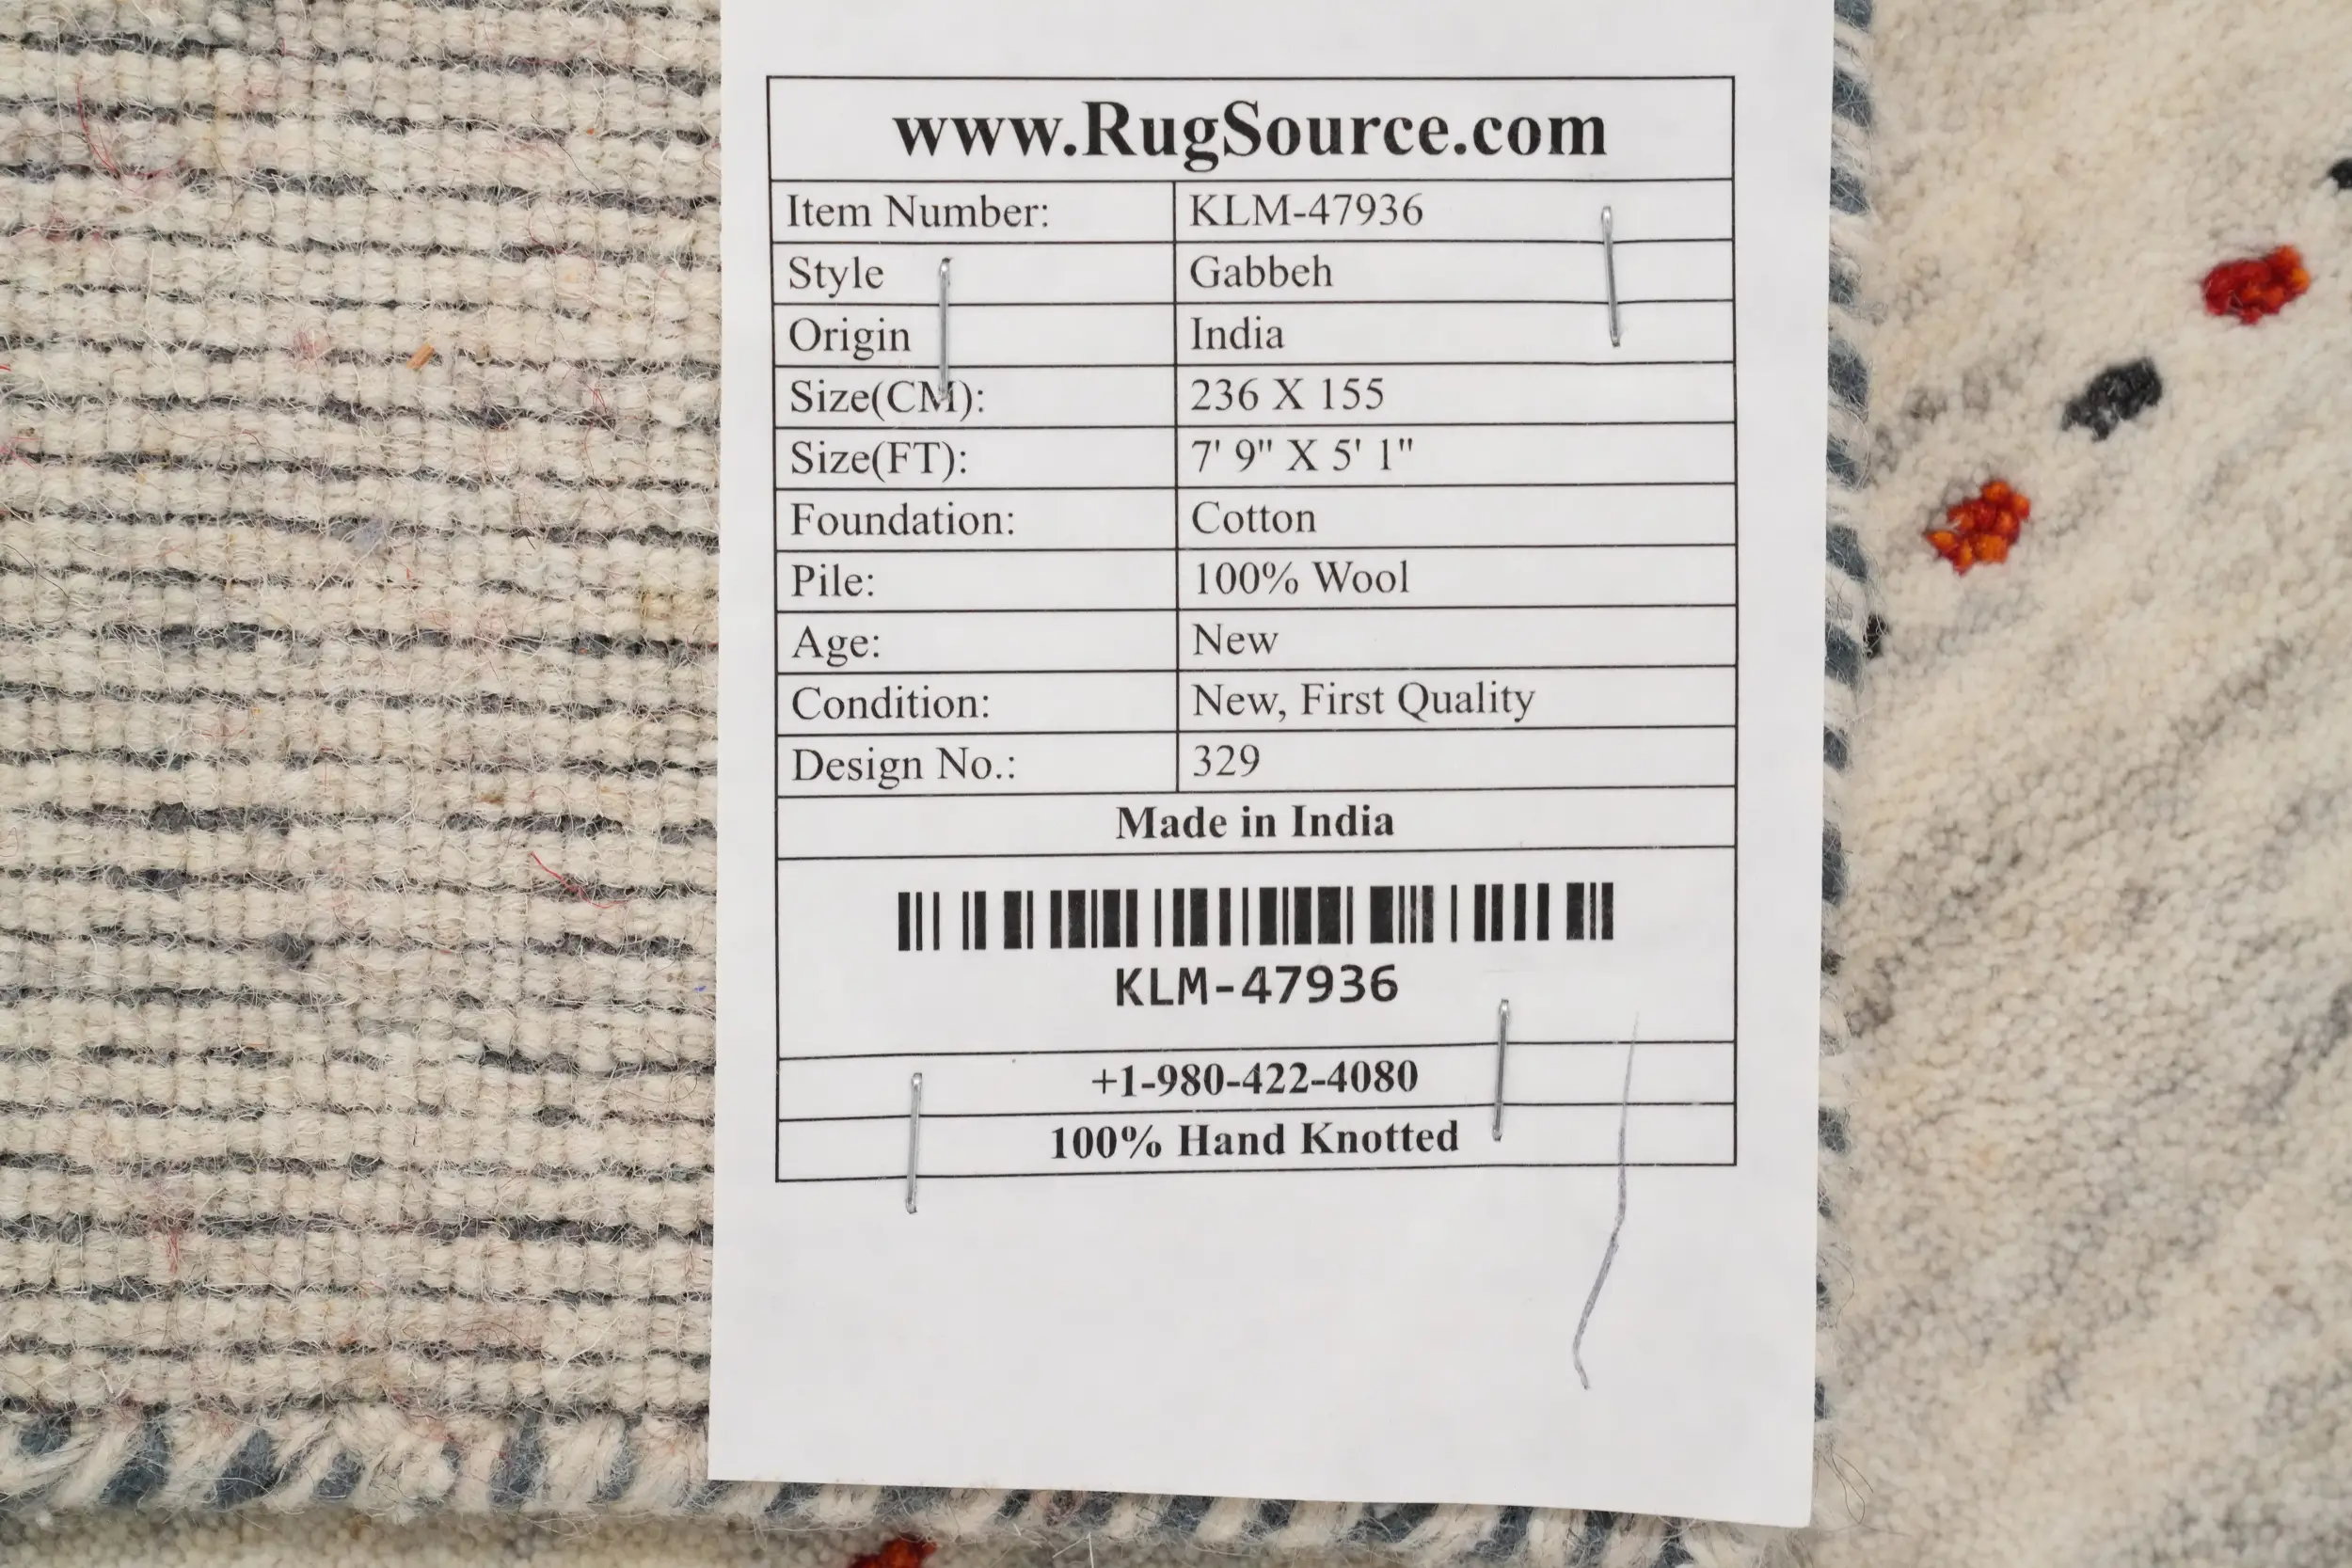 www.RugSource.com
Item Number: KLM-47936
Style Gabbeh
Origin India
Size(CM): 236 X 155
Size(FT): 7' 9" X 5' 1"
Foundation: Cotton
Pile: 100% Wool
Age: New
Condition: New, First Quality
Design No.: 329
Made in India
KLM-47936
+1-980-422-4080
100% Hand Knotted